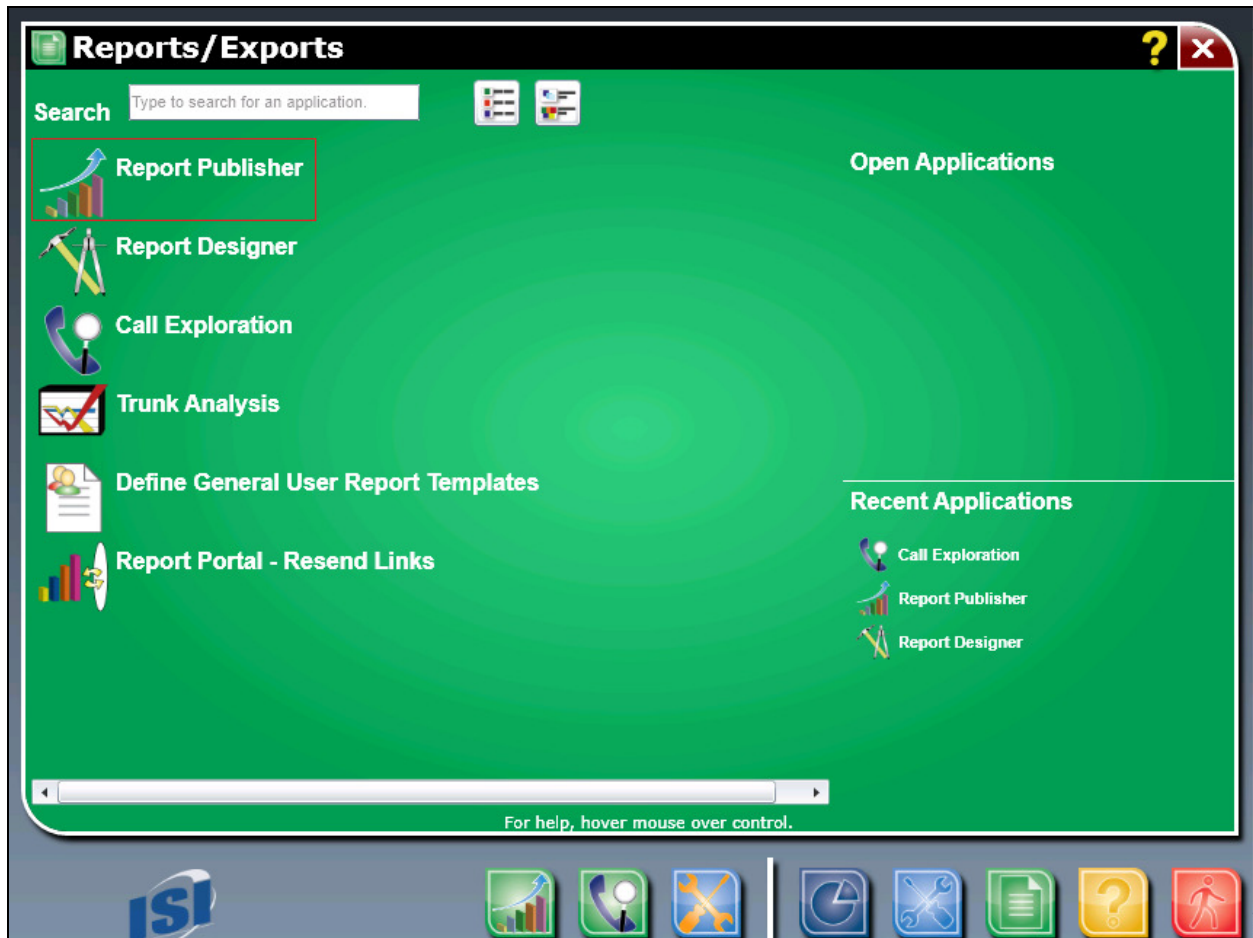 Reports/Exports
?
Search
Type to search for an application.
Report Publisher
Report Designer
Call Exploration
Trunk Analysis
Define General User Report Templates
Report Portal - Resend Links
Open Applications
Recent Applications
Call Exploration
Report Publisher
Report Designer
For help, hover mouse over control.
ISI
?